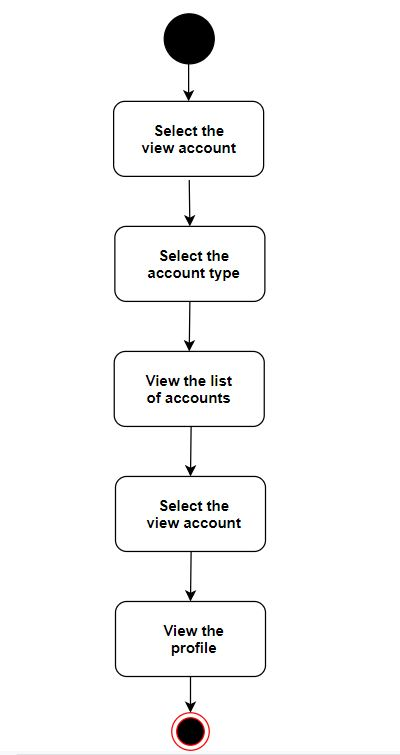 Select the
view account
Select the
account type
View the list
of accounts
Select the
view account
View the
profile